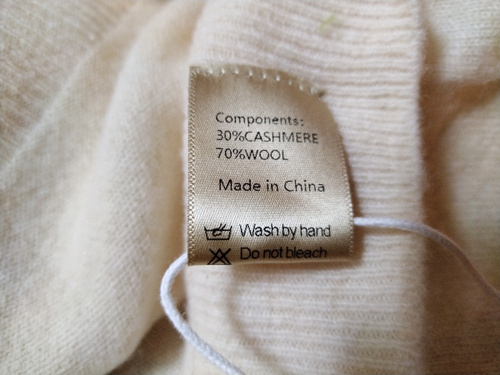 Components:
30%CASHMERE
70%WOOL
Made in China
Wash by hand
Do not bleach